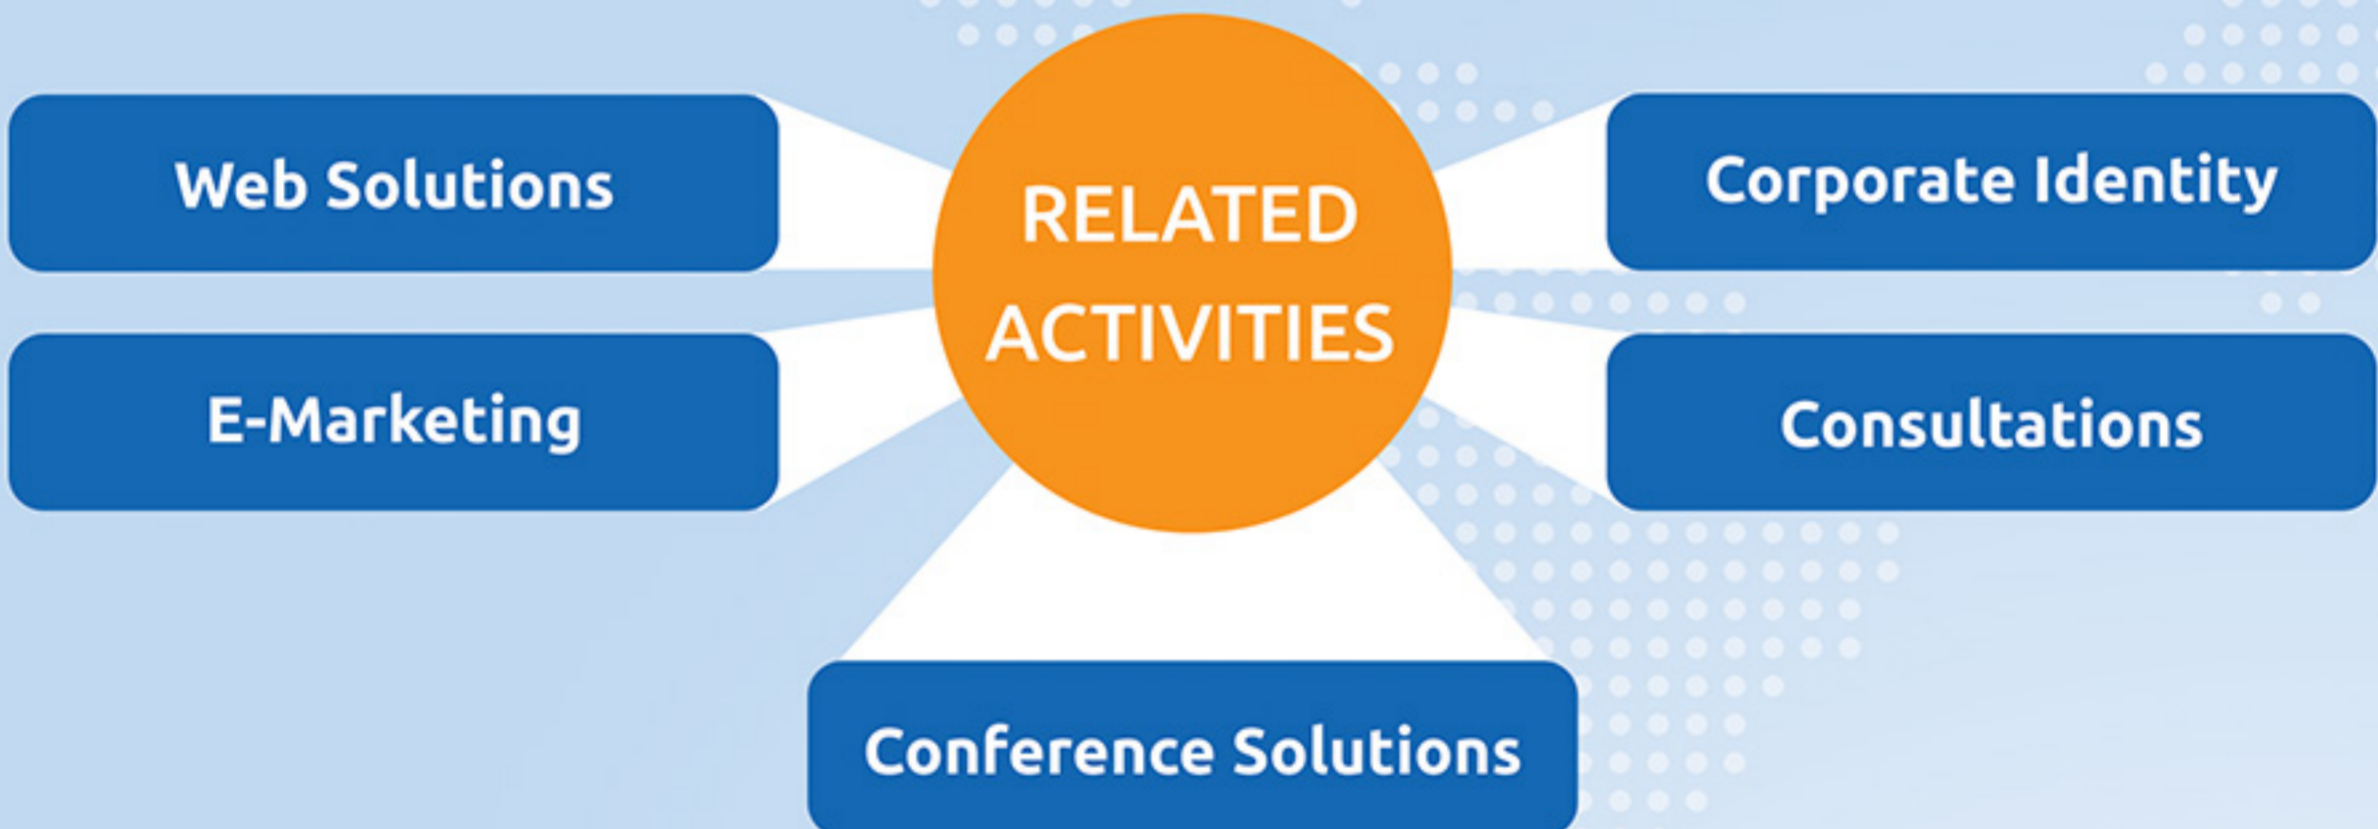 RELATED
ACTIVITIES
Web Solutions
Corporate Identity
E-Marketing
Consultations
Conference Solutions